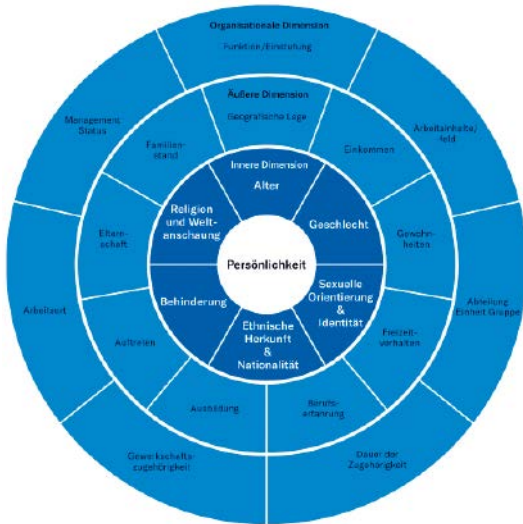 Organisationale Dimension
Funktion/Einstufung
Management
Status
Arbeitsinhalte/
-feld
Äußere Dimension
Geografische Lage
Familien-
stand
Einkommen
Innere Dimension
Alter
Religion
und Welt-
anschauung
Geschlecht
Eltern-
schaft
Gewohn-
heiten
Persönlichkeit
Arbeitsort
Abteilung
Einheit Gruppe
Behinderung
Sexuelle
Orientierung
&
Identität
Auftreten
Freizeit-
verhalten
Ethnische
Herkunft
&
Nationalität
Ausbildung
Berufs-
erfahrung
Gewerkschafts-
zugehörigkeit
Dauer der
Zugehörigkeit